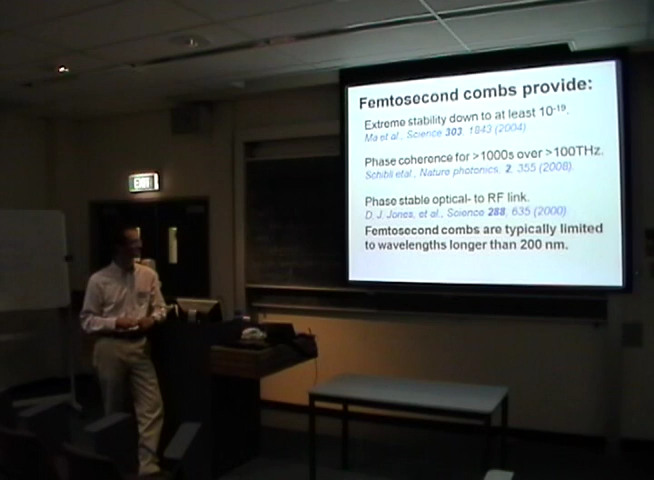 EXIT
Femtosecond combs provide:
Extreme stability down to at least 10⁻¹⁹.
Ma et al., Science 303, 1843 (2004)
Phase coherence for >1000s over >100THz.
Schibli etal., Nature photonics, 2, 355 (2008)
Phase stable optical- to RF link.
D. J. Jones, et al., Science 288, 635 (2000)
Femtosecond combs are typically limited
to wavelengths longer than 200 nm.